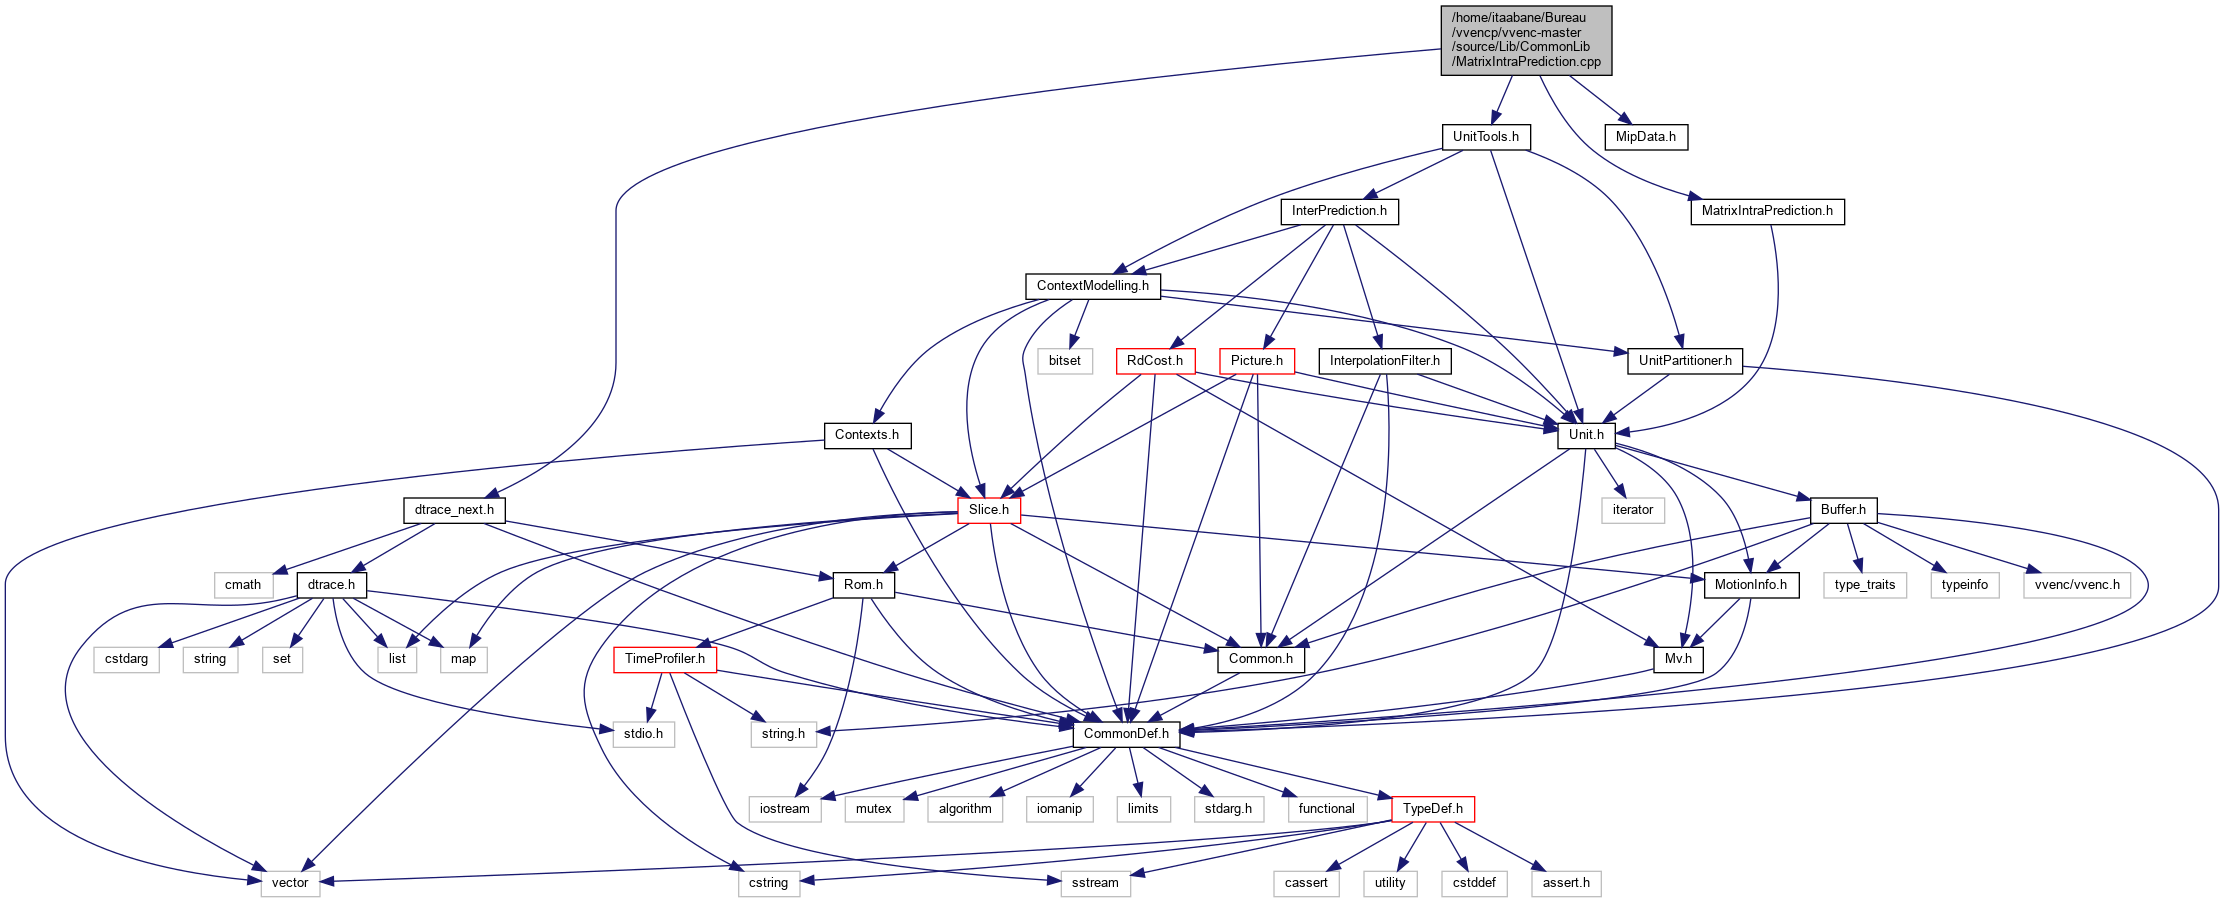 /home/itaabane/Bureau
/vvencp/vvenc-master
/source/Lib/CommonLib
/MatrixIntraPrediction.cpp
UnitTools.h
MipData.h
InterPrediction.h
MatrixIntraPrediction.h
ContextModelling.h
bitset
RdCost.h
Picture.h
InterpolationFilter.h
UnitPartitioner.h
Contexts.h
Unit.h
dtrace_next.h
Slice.h
iterator
Buffer.h
cmath
dtrace.h
Rom.h
MotionInfo.h
type_traits
typeinfo
vvenc/vvenc.h
cstdarg
string
set
list
map
TimeProfiler.h
Common.h
Mv.h
stdio.h
string.h
CommonDef.h
iostream
mutex
algorithm
iomanip
limits
stdarg.h
functional
TypeDef.h
vector
cstring
sstream
cassert
utility
cstddef
assert.h